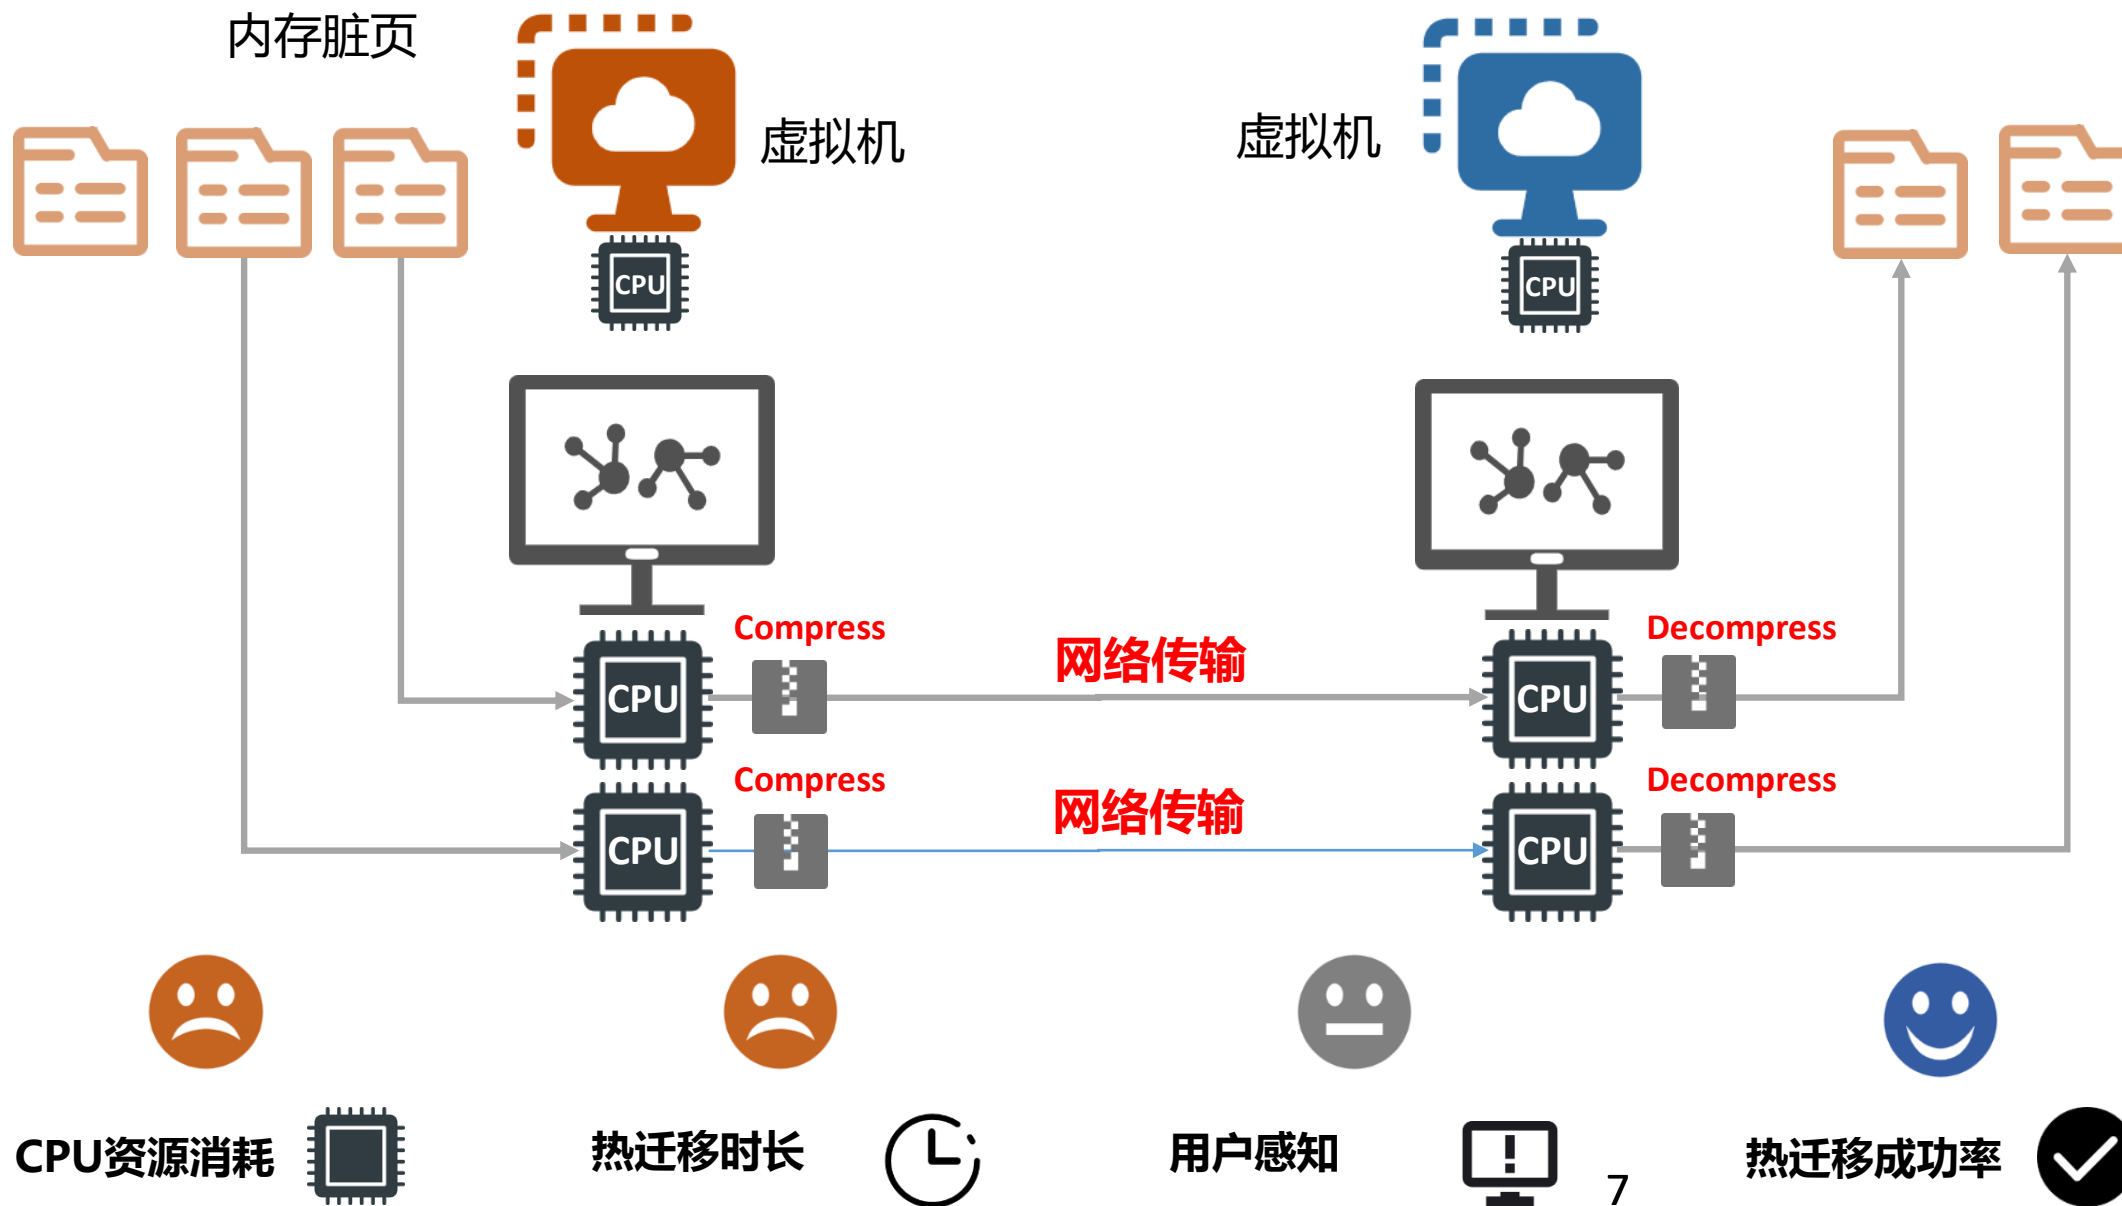 内存脏页
虚拟机
虚拟机
CPU
CPU
Compress
网络传输
Decompress
CPU
CPU
Compress
网络传输
Decompress
CPU
CPU
CPU资源消耗
热迁移时长
用户感知
热迁移成功率
7